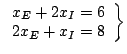 x_E + 2x_I = 6
2x_E + x_I = 8 }